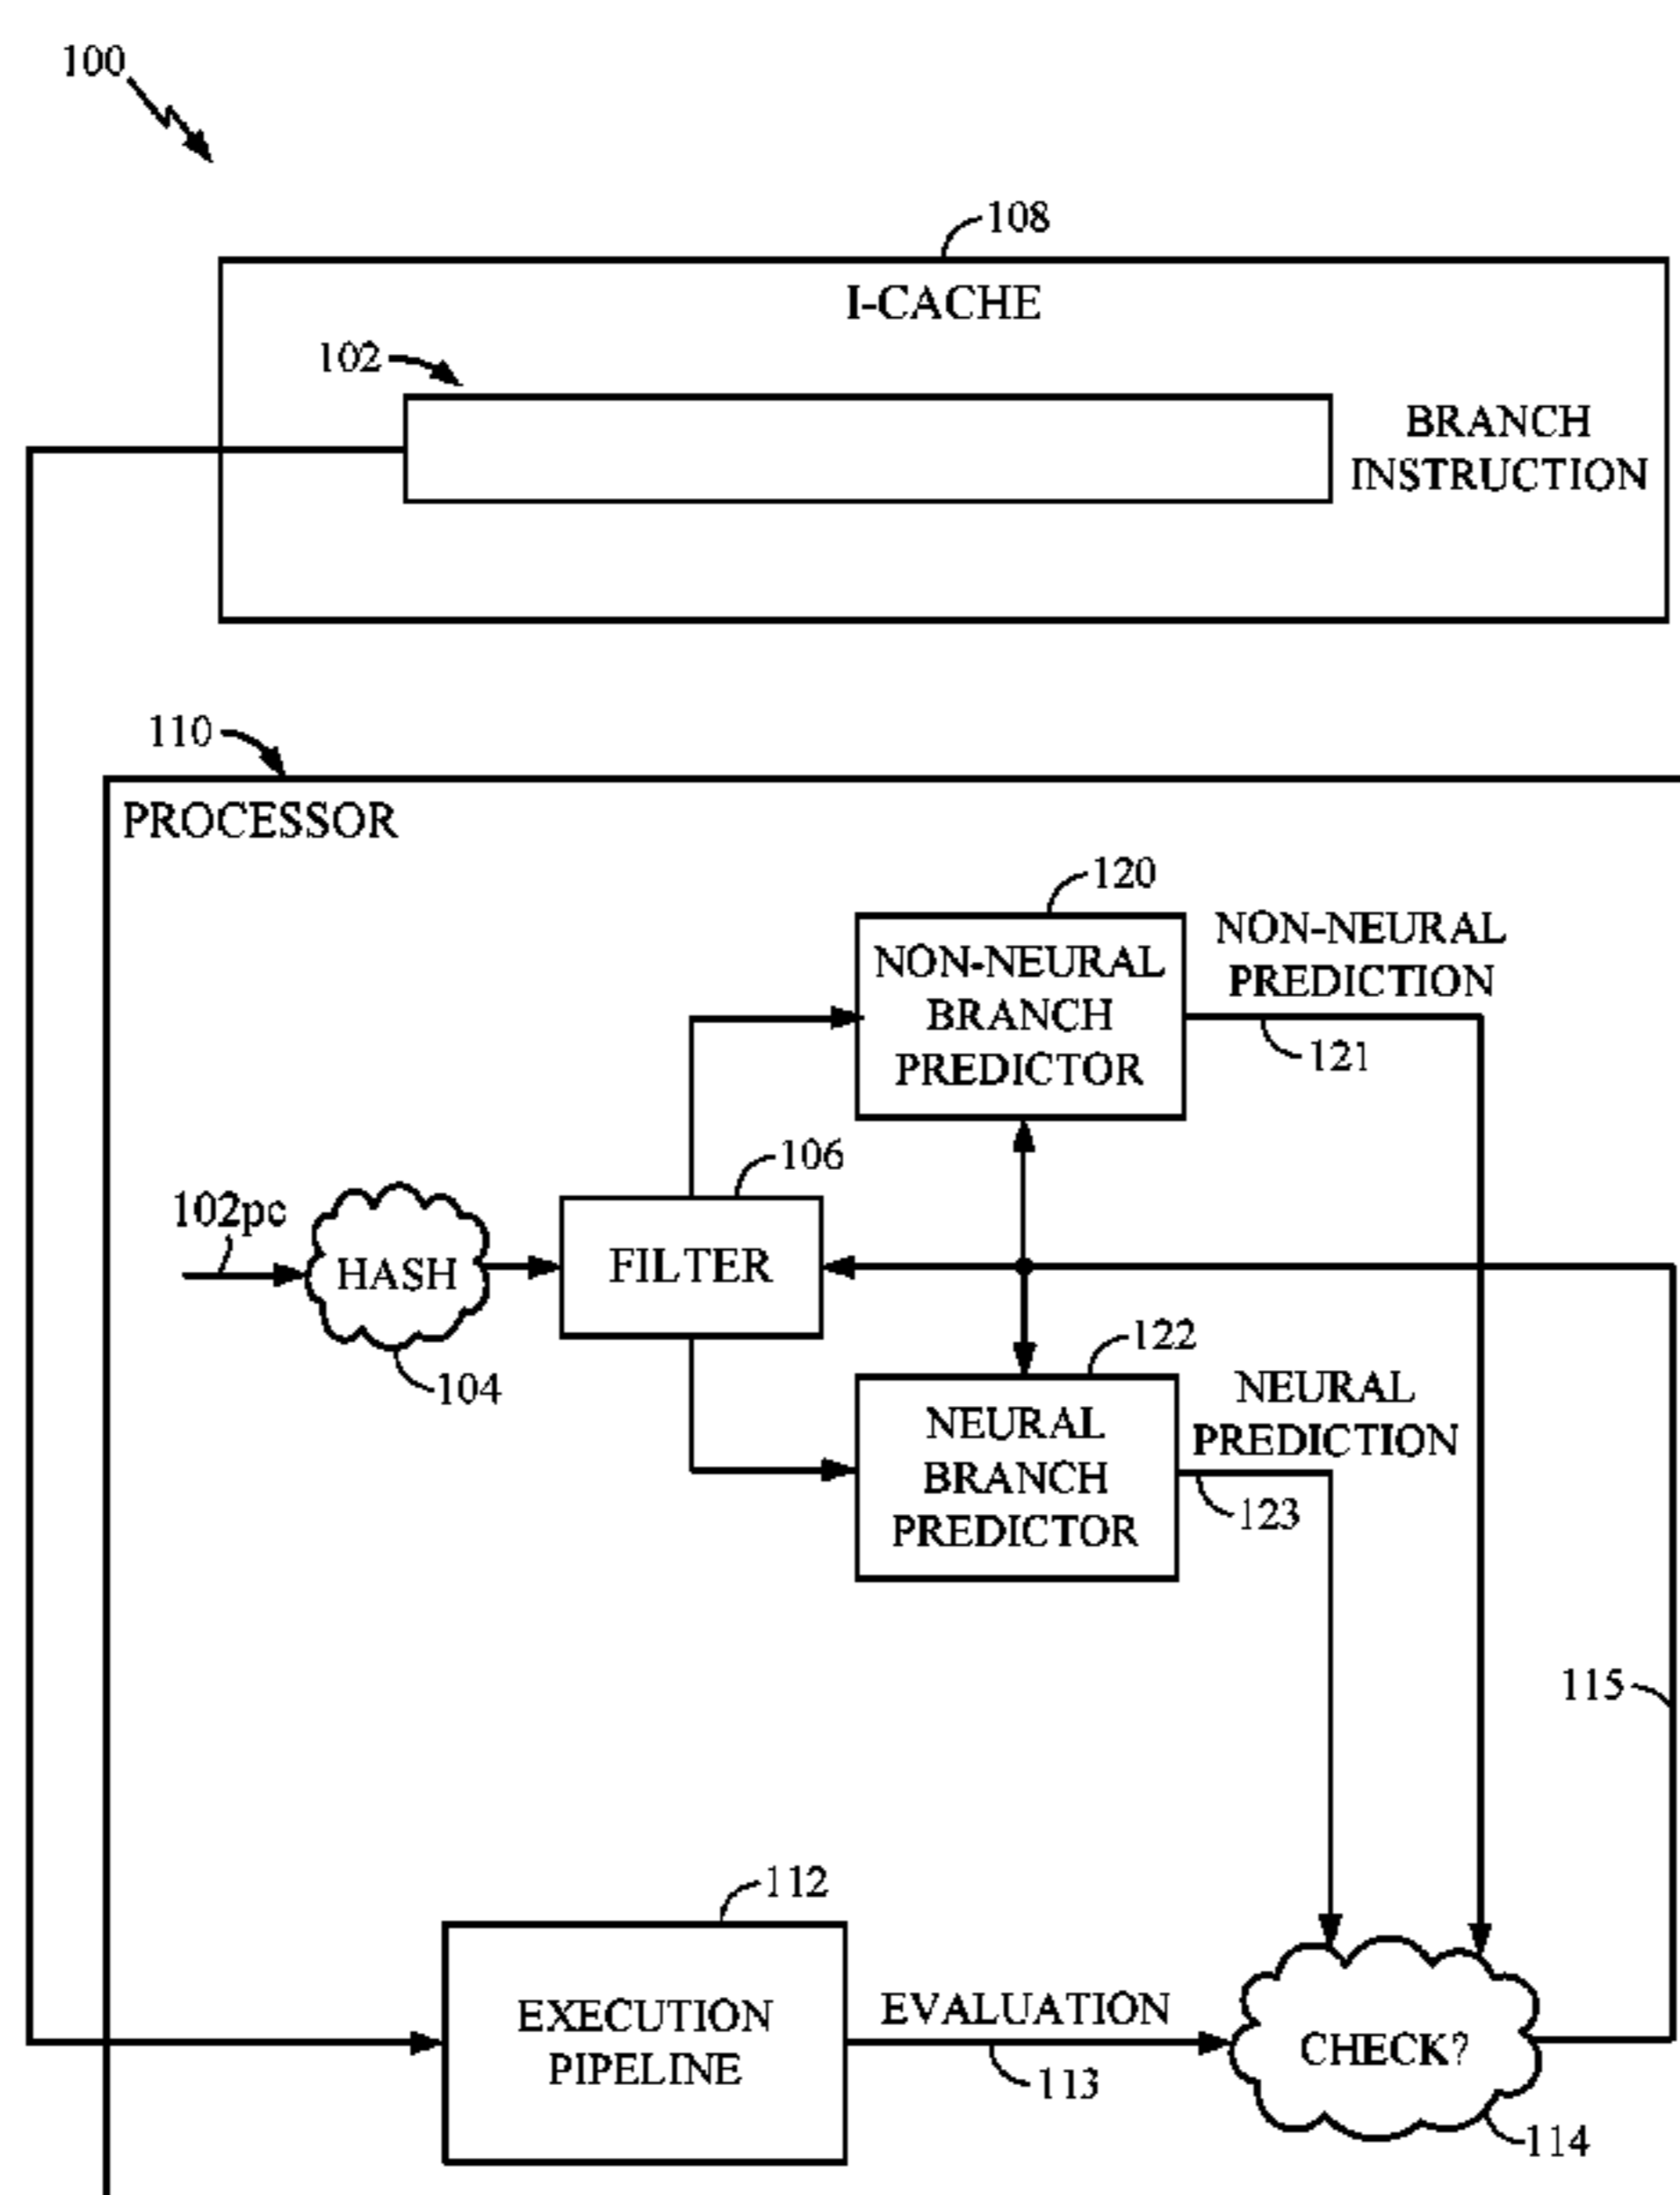 100
108
I-CACHE
102
BRANCH
INSTRUCTION
110
PROCESSOR
120
NON-NEURAL
BRANCH
PREDICTOR
NON-NEURAL
PREDICTION
121
106
102pc
HASH
FILTER
104
122
NEURAL
BRANCH
PREDICTOR
NEURAL
PREDICTION
123
115
112
EXECUTION
PIPELINE
EVALUATION
113
CHECK?
114